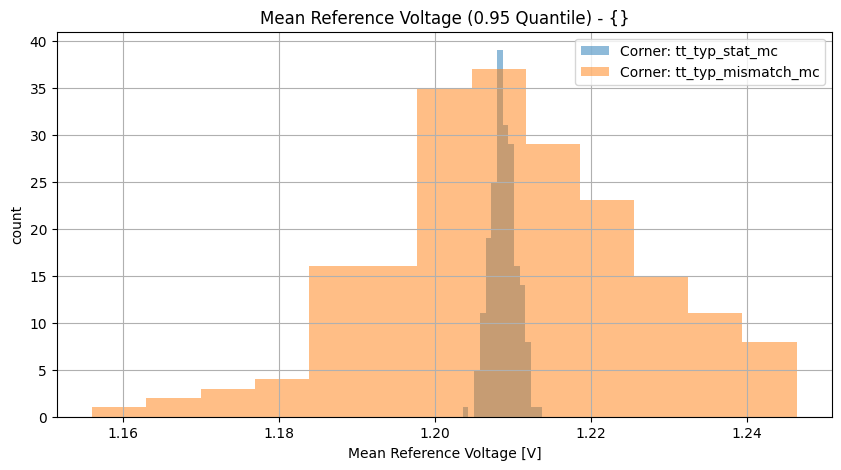 Mean Reference Voltage (0.95 Quantile) - {}
Corner: tt_typ_stat_mc
Corner: tt_typ_mismatch_mc
40
35
30
25
20
15
10
5
0
count
1.16 1.18 1.20 1.22 1.24
Mean Reference Voltage [V]